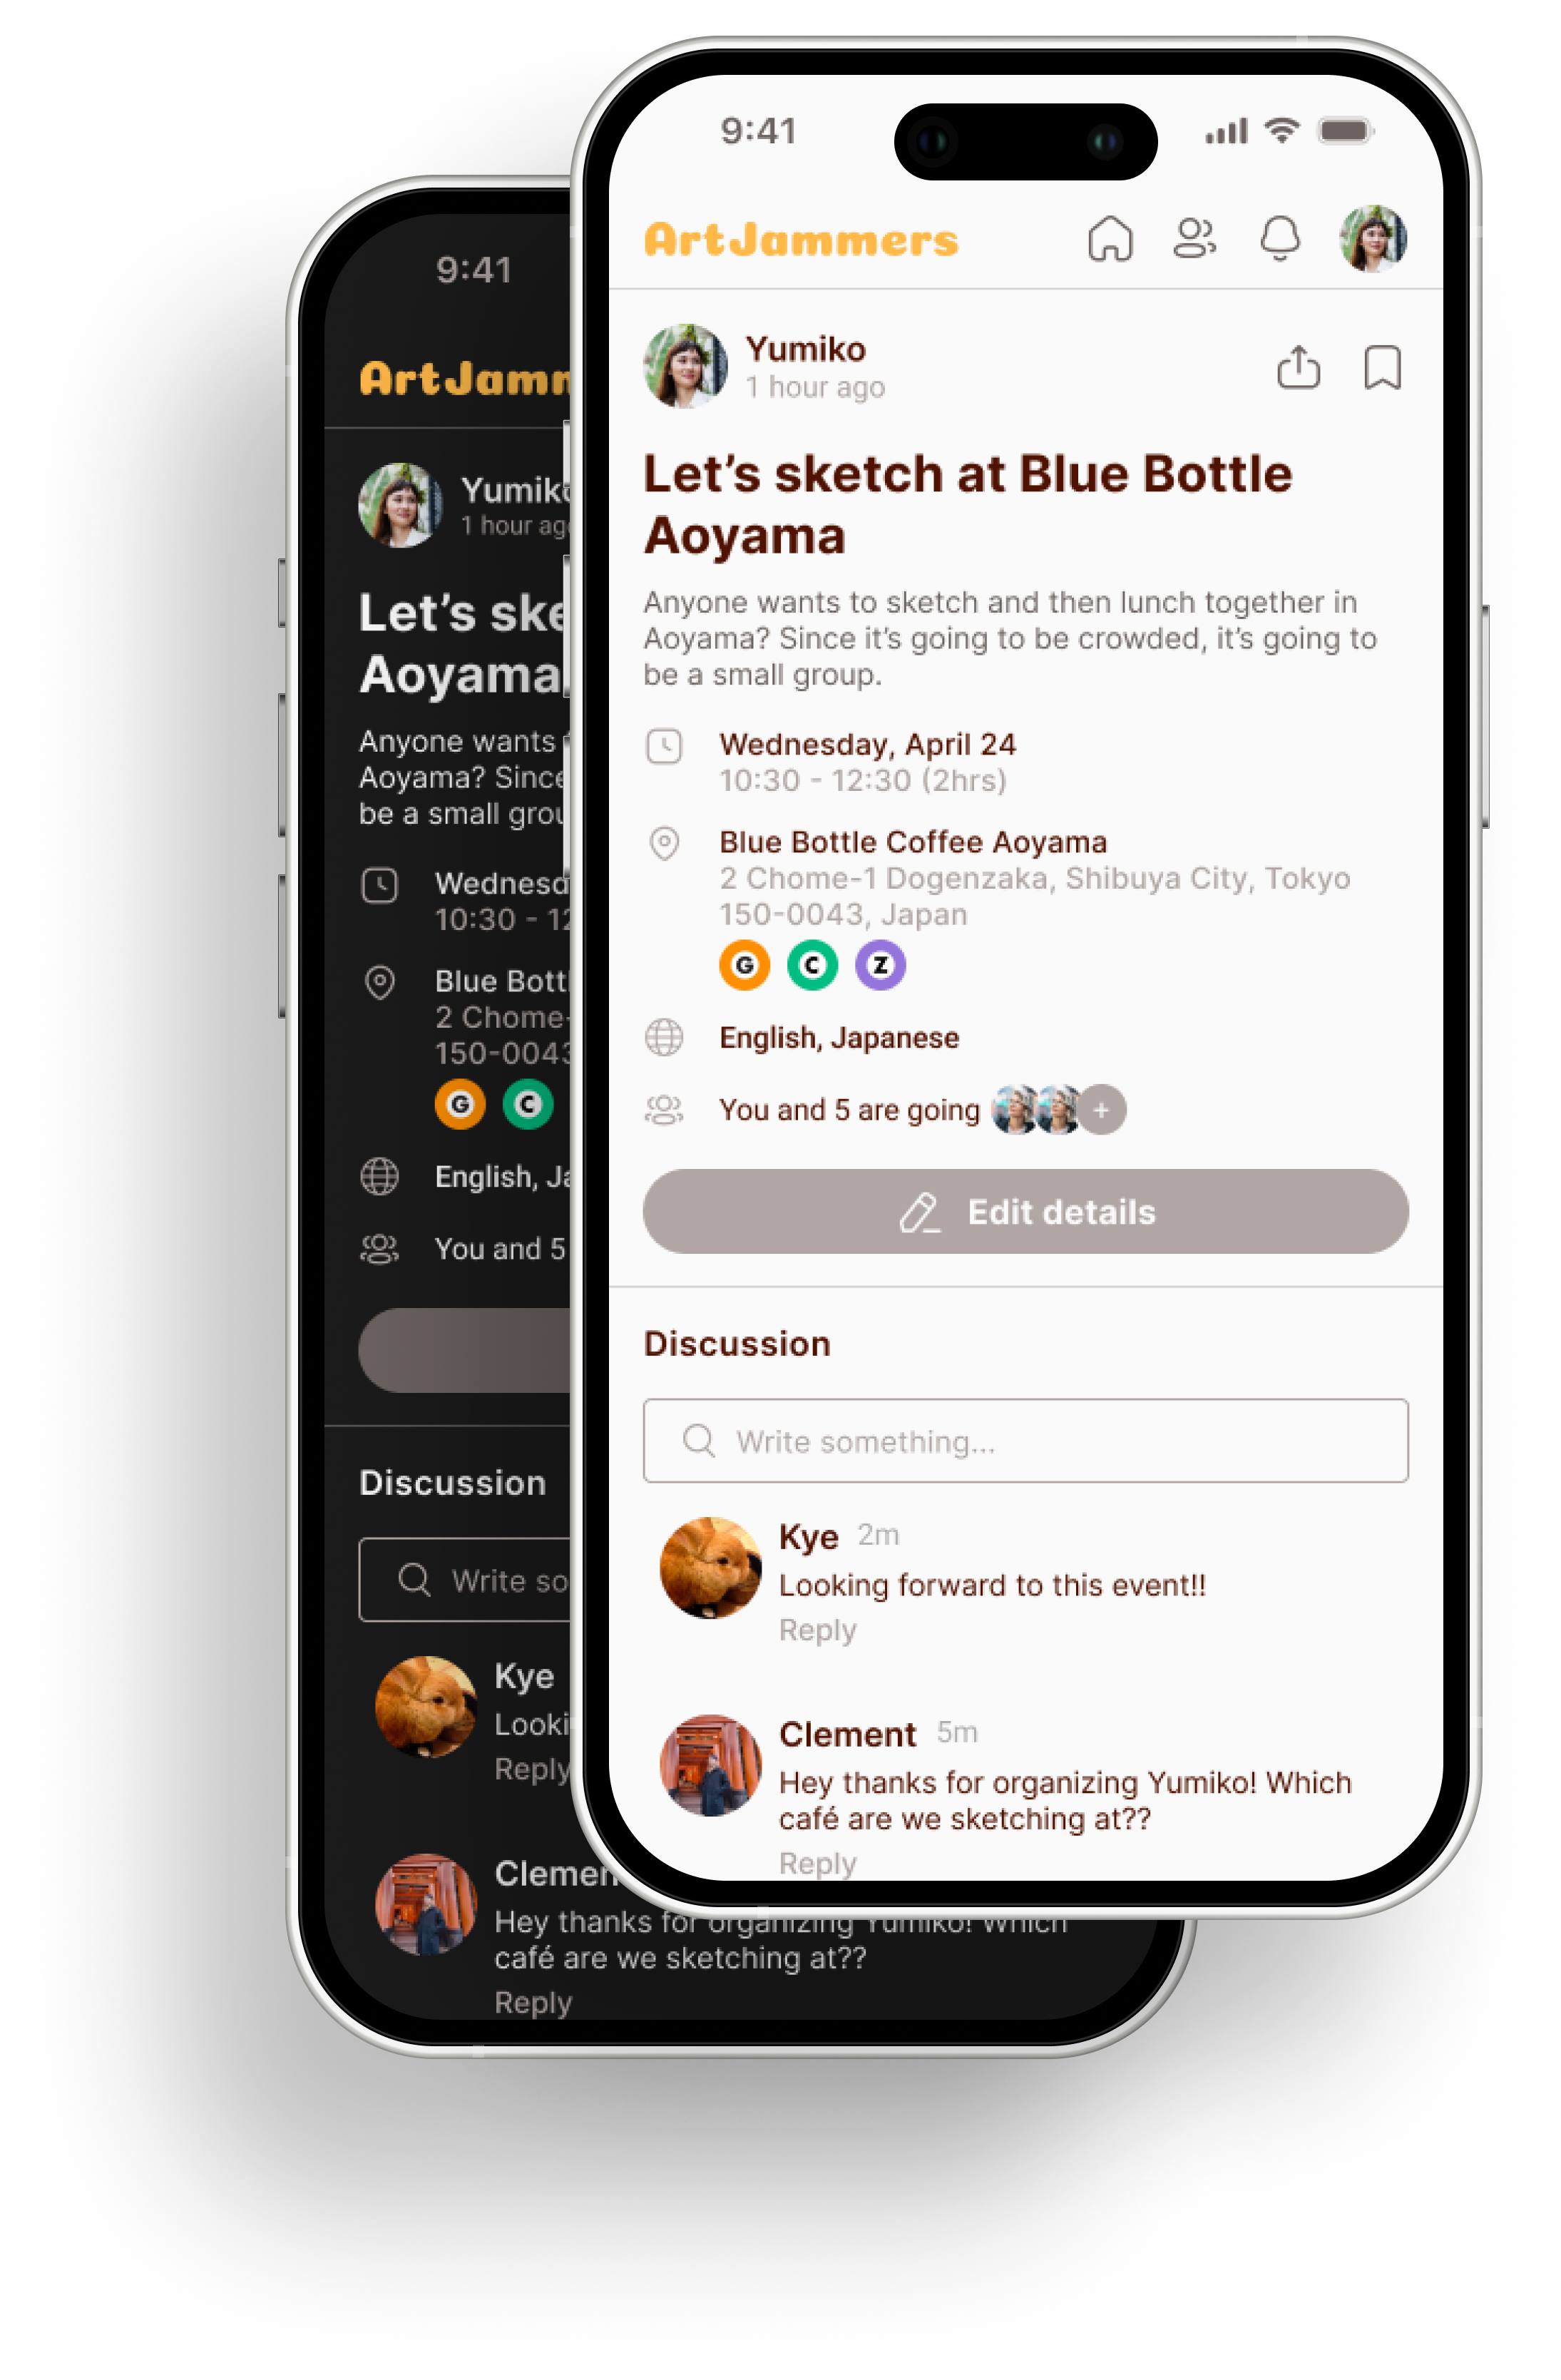 9:41
ArtJammers
Yumiko
1 hour ago
Let's sketch at Blue Bottle
Aoyama
Anyone wants to sketch and then lunch together in
Aoyama? Since it's going to be crowded, it's going to
be a small group.
Wednesday, April 24
10:30 - 12:30 (2hrs)
Blue Bottle Coffee Aoyama
2 Chome-1 Dogenzaka, Shibuya City, Tokyo
150-0043, Japan
G C Z
English, Japanese
You and 5 are going +
Edit details
Discussion
Write something...
Kye 2m
Looking forward to this event!!
Reply
Clement 5m
Hey thanks for organizing Yumiko! Which
café are we sketching at??
Reply
9:41
ArtJamm
Yumiko
1 hour ago
Let's ske
Aoyama
Anyone wants
Aoyama? Since
be a small grou
Wednesd
10:30 - 12
Blue Bott
2 Chome-
150-0043
G C
English, Ja
You and 5
Discussion
Write so
Kye
Looki
Reply
Clemen
Hey thanks for organizing Yumiko! Which
café are we sketching at??
Reply